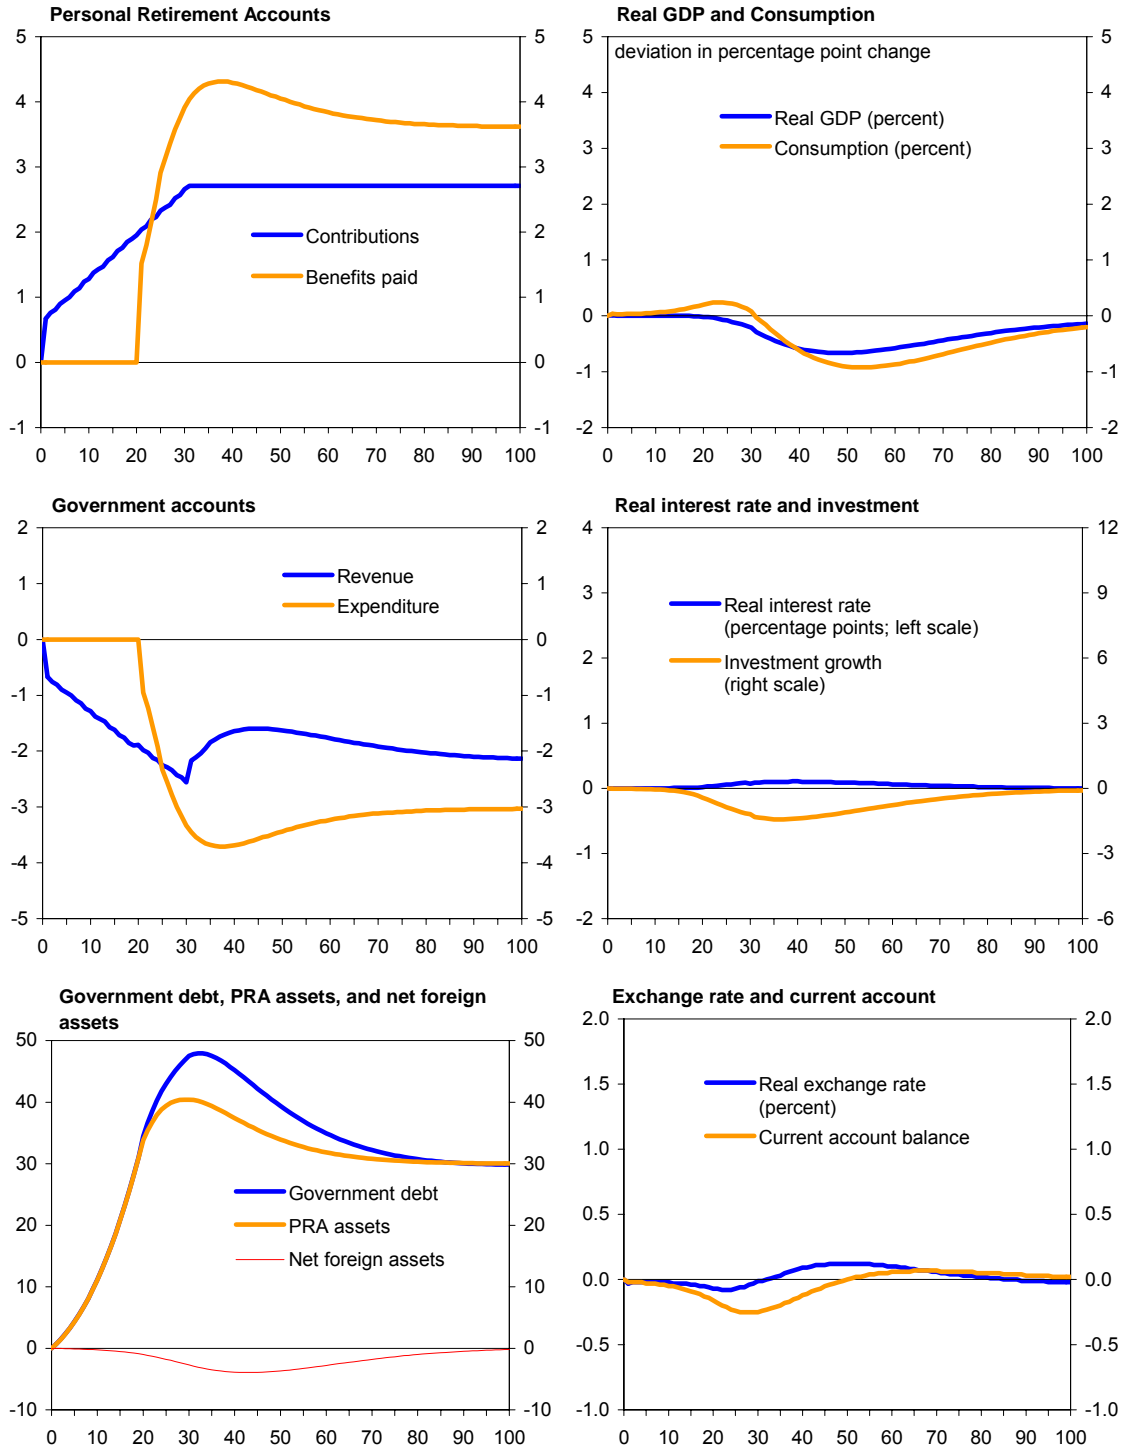 Personal Retirement Accounts
5 5
4 4
3 3
2 2
1 1
0 0
-1 -1
Contributions
Benefits paid
0 10 20 30 40 50 60 70 80 90 100
Real GDP and Consumption
deviation in percentage point change
5 5
4 4
3 3
2 2
1 1
0 0
-1 -1
-2 -2
Real GDP (percent)
Consumption (percent)
0 10 20 30 40 50 60 70 80 90 100
Government accounts
2 2
1 1
0 0
-1 -1
-2 -2
-3 -3
-4 -4
-5 -5
Revenue
Expenditure
0 10 20 30 40 50 60 70 80 90 100
Real interest rate and investment
4 12
3 9
2 6
1 3
0 0
-1 -3
-2 -6
Real interest rate
(percentage points; left scale)
Investment growth
(right scale)
0 10 20 30 40 50 60 70 80 90 100
Government debt, PRA assets, and net foreign
assets
50 50
40 40
30 30
20 20
10 10
0 0
-10 -10
Government debt
PRA assets
Net foreign assets
0 10 20 30 40 50 60 70 80 90 100
Exchange rate and current account
2.0 2.0
1.5 1.5
1.0 1.0
0.5 0.5
0.0 0.0
-0.5 -0.5
-1.0 -1.0
Real exchange rate
(percent)
Current account balance
0 10 20 30 40 50 60 70 80 90 100